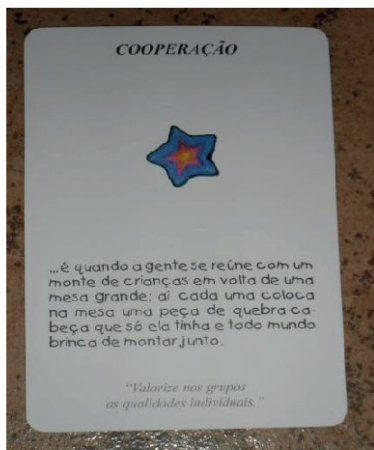 COOPERAÇÃO
...é quando a gente se reúne com um
monte de crianças em volta de uma
mesa grande; aí cada uma coloca
na mesa uma peça de quebra-ca-
beça que só ela tinha e todo mundo
brinca de montar junto.
"Valorize nos grupos
as qualidades individuais."